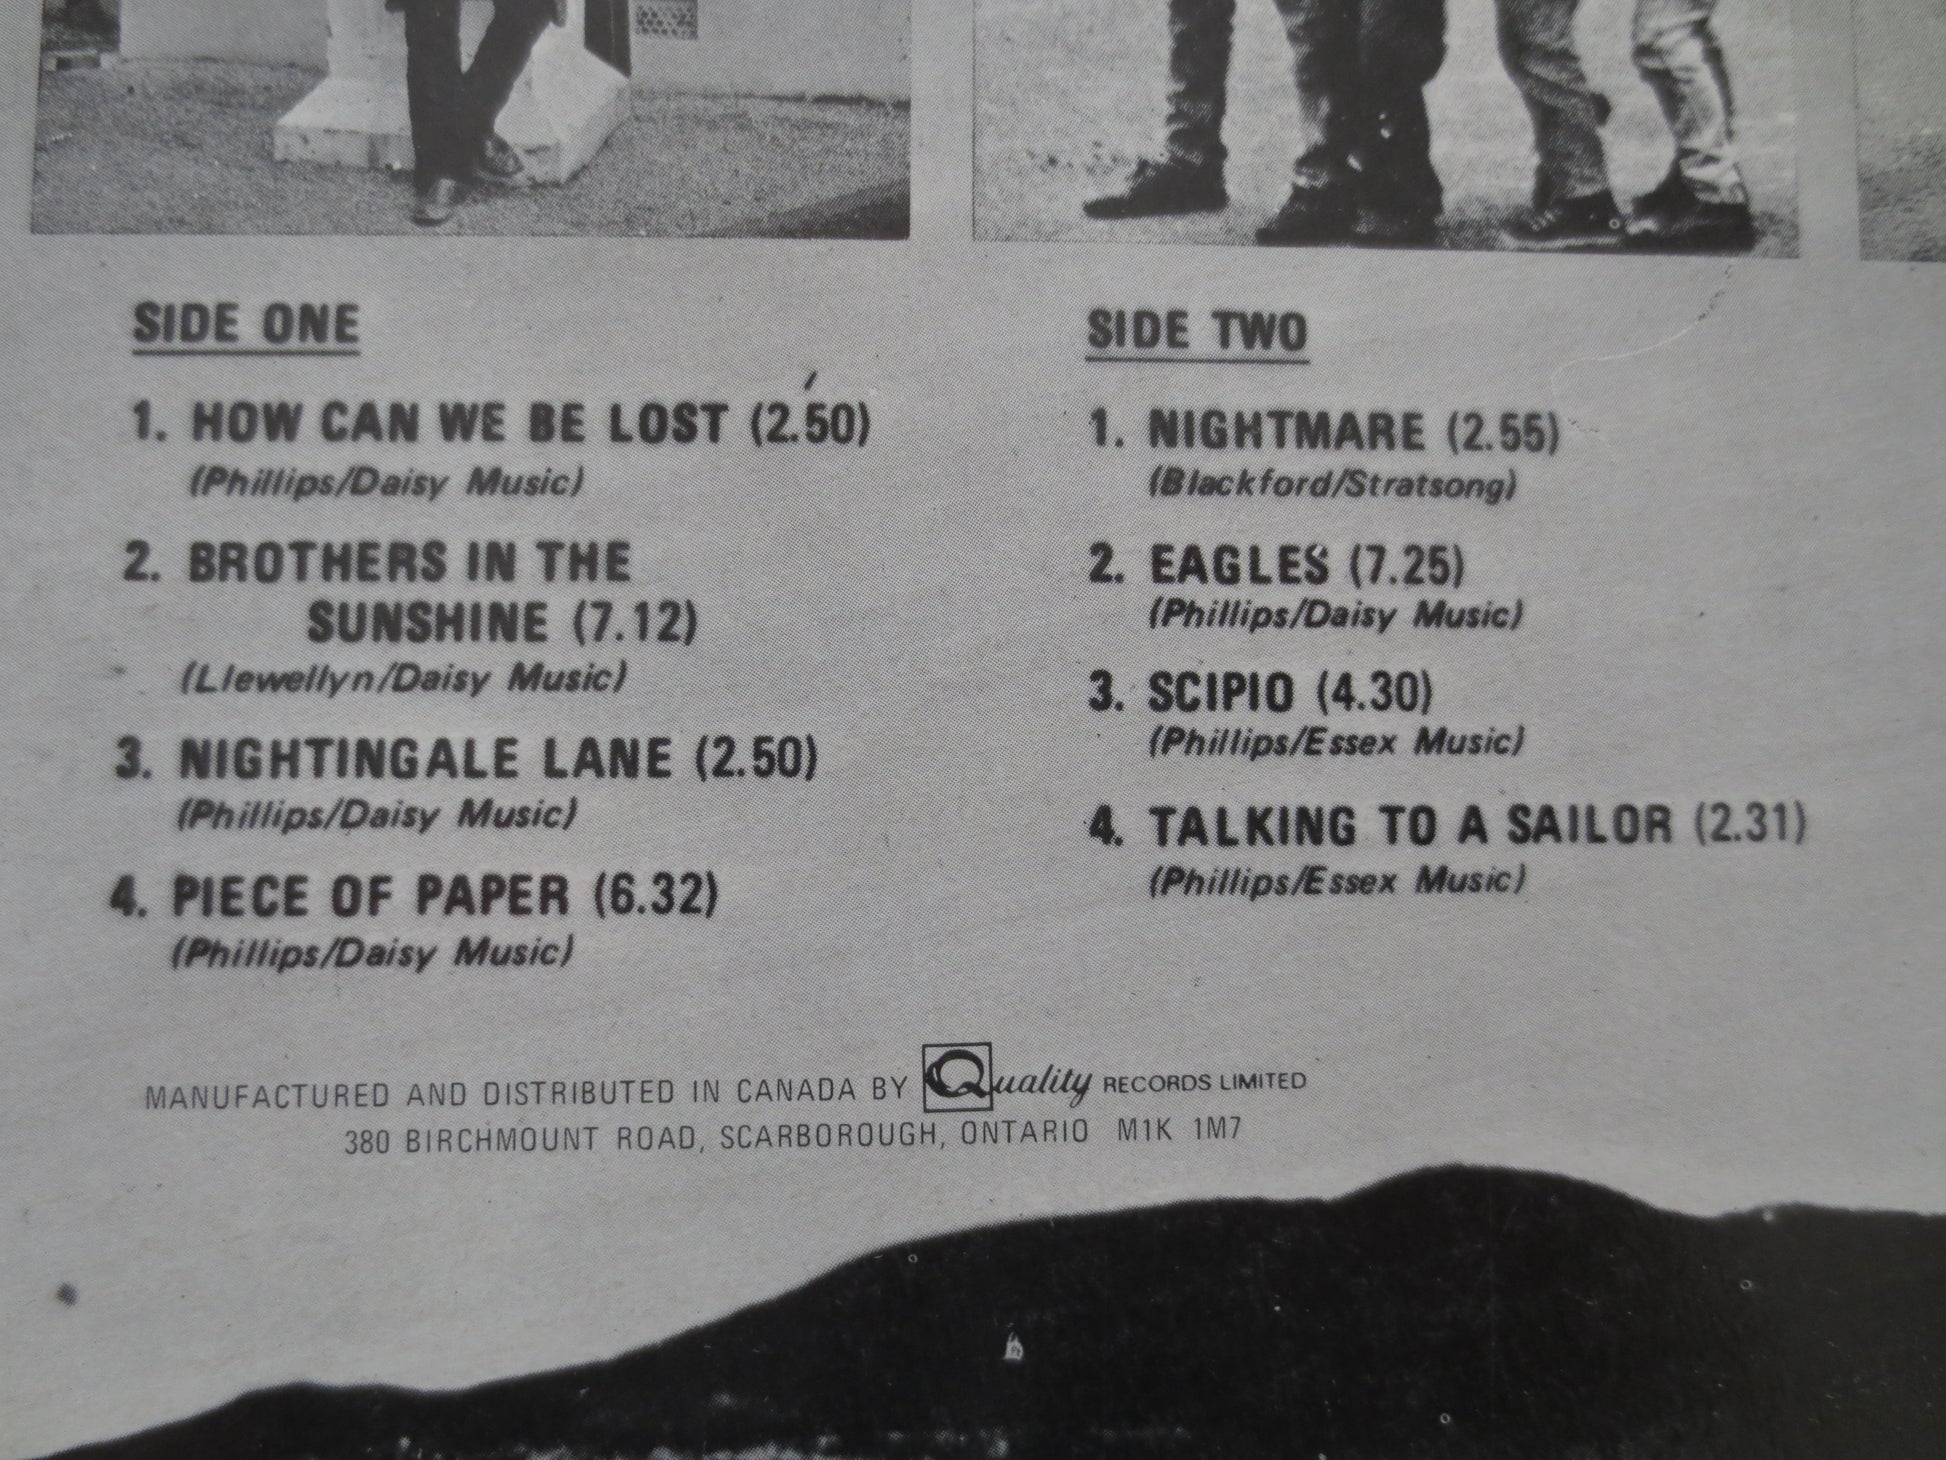 SIDE ONE
1. HOW CAN WE BE LOST (2.50)
(Phillips/Daisy Music)
2. BROTHERS IN THE
SUNSHINE (7.12)
(Llewellyn/Daisy Music)
3. NIGHTINGALE LANE (2.50)
(Phillips/Daisy Music)
4. PIECE OF PAPER (6.32)
(Phillips/Daisy Music)
SIDE TWO
1. NIGHTMARE (2.55)
(Blackford/Stratsong)
2. EAGLES (7.25)
(Phillips/Daisy Music)
3. SCIPIO (4.30)
(Phillips/Essex Music)
4. TALKING TO A SAILOR (2.31)
(Phillips/Essex Music)
MANUFACTURED AND DISTRIBUTED IN CANADA BY Quality RECORDS LIMITED
380 BIRCHMOUNT ROAD, SCARBOROUGH, ONTARIO M1K 1M7